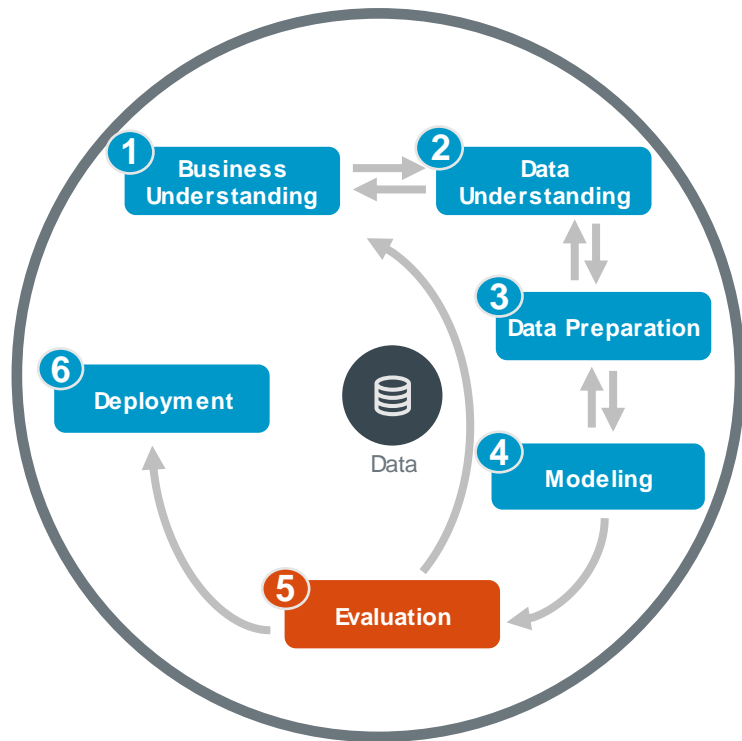 1
Business
Understanding
2
Data
Understanding
3
Data Preparation
4
Modeling
5
Evaluation
6
Deployment
Data